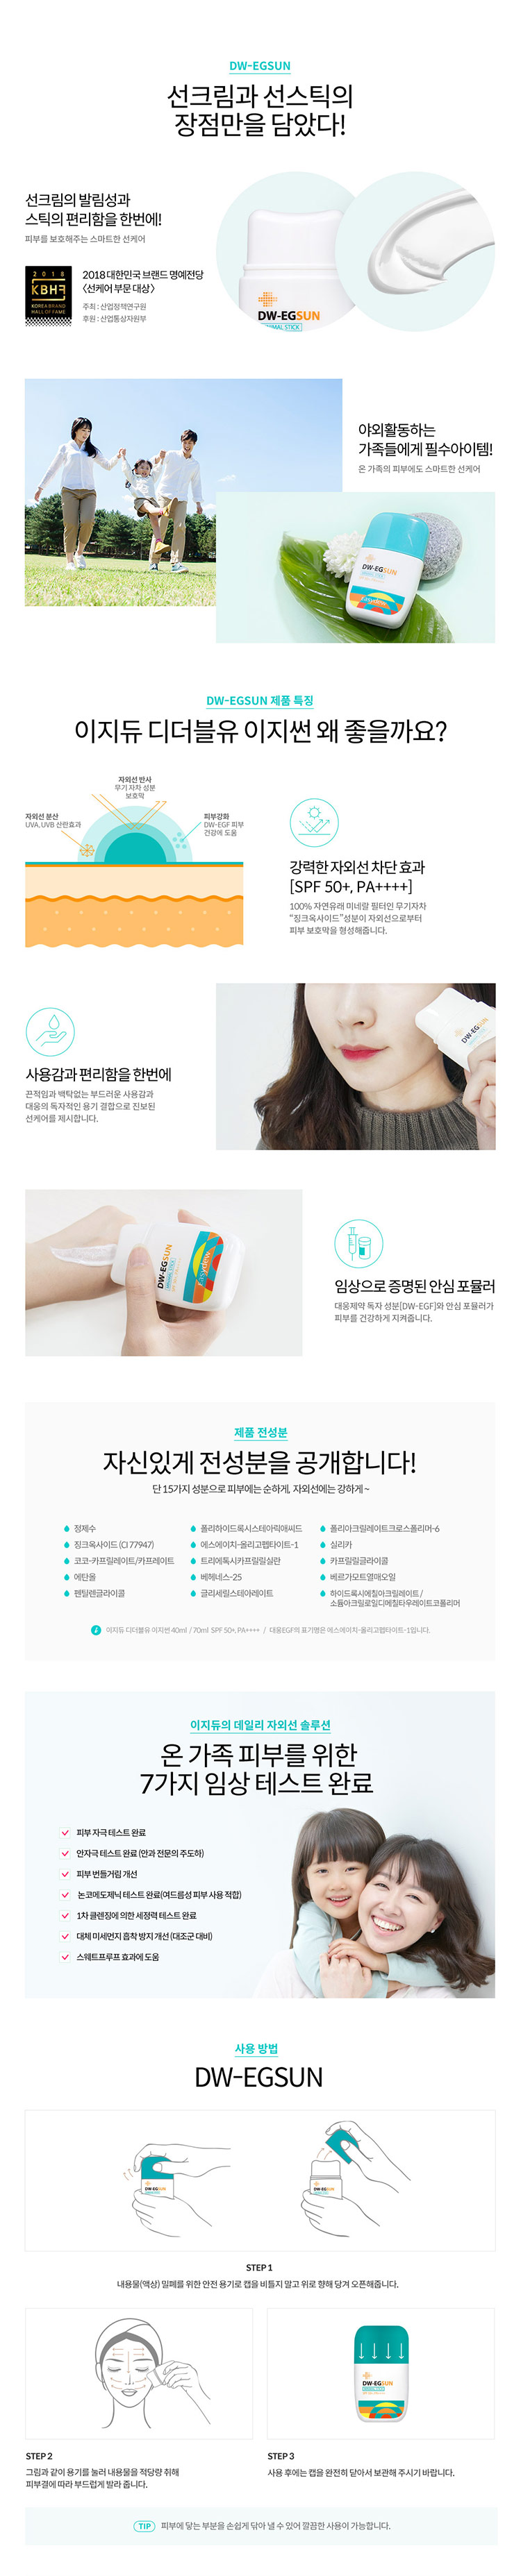 DW-EGSUN
선크림과 선스틱의
장점만을 담았다!
선크림의 발림성과
스틱의 편리함을 한번에!
피부를 보호해주는 스마트한 선케어
2018
KBHF
KOREA BRAND
HALL OF FAME
2018 대한민국 브랜드 명예전당
<선케어 부문 대상>
주최 : 산업정책연구원
후원 : 산업통상자원부
DW-EGSUN
야외활동하는
가족들에게 필수아이템!
온 가족의 피부에도 스마트한 선케어
DW-EGSUN
DW-EGSUN 제품 특징
이지듀 디더블유 이지썬 왜 좋을까요?
자외선 반사
무기 자차 성분
보호막
자외선 분산
UVA, UVB 산란효과
피부강화
DW-EGF 피부
건강에 도움
강력한 자외선 차단 효과
[SPF 50+, PA++++]
100% 자연유래 미네랄 필터인 무기자차
“징크옥사이드”성분이 자외선으로부터
피부 보호막을 형성해줍니다.
사용감과 편리함을 한번에
끈적임과 백탁없는 부드러운 사용감과
대웅의 독자적인 용기 결합으로 진보된
선케어를 제시합니다.
DW-EGSUN
DW-EGSUN
MINERAL STICK
easydew
임상으로 증명된 안심 포뮬러
대웅제약 독자 성분[DW-EGF]와 안심 포뮬러가
피부를 건강하게 지켜줍니다.
제품 전성분
자신있게 전성분을 공개합니다!
단 15가지 성분으로 피부에는 순하게, 자외선에는 강하게 ~
정제수
징크옥사이드 (CI 77947)
코코-카프릴레이트/카프레이트
에탄올
펜틸렌글라이콜
폴리하이드록시스테아릭애씨드
에스에이치-올리고펩타이드-1
트리에톡시카프릴릴실란
베헤네스-25
글리세릴스테아레이트
폴리아크릴레이트크로스폴리머-6
실리카
카프릴릴글라이콜
베르가모트열매오일
하이드록시에칠아크릴레이트 /
소듐아크릴로일디메칠타우레이트코폴리머
이지듀 디더블유 이지썬 40ml / 70ml SPF 50+, PA++++ / 대웅EGF의 표기명은 에스에이치-올리고펩타이드-1입니다.
이지듀의 데일리 자외선 솔루션
온 가족 피부를 위한
7가지 임상 테스트 완료
피부 자극 테스트 완료
안자극 테스트 완료 (안과 전문의 주도하)
피부 번들거림 개선
논코메도제닉 테스트 완료(여드름성 피부 사용 적합)
1차 클렌징에 의한 세정력 테스트 완료
대체 미세먼지 흡착 방지 개선 (대조군 대비)
스웨트프루프 효과에 도움
사용 방법
DW-EGSUN
DW-EGSUN
DW-EGSUN
STEP 1
내용물(액상) 밀폐를 위한 안전 용기로 캡을 비틀지 말고 위로 향해 당겨 오픈해줍니다.
DW-EGSUN
STEP 2
그림과 같이 용기를 눌러 내용물을 적당량 취해
피부결에 따라 부드럽게 발라 줍니다.
STEP 3
사용 후에는 캡을 완전히 닫아서 보관해 주시기 바랍니다.
TIP 피부에 닿는 부분을 손쉽게 닦아 낼 수 있어 깔끔한 사용이 가능합니다.